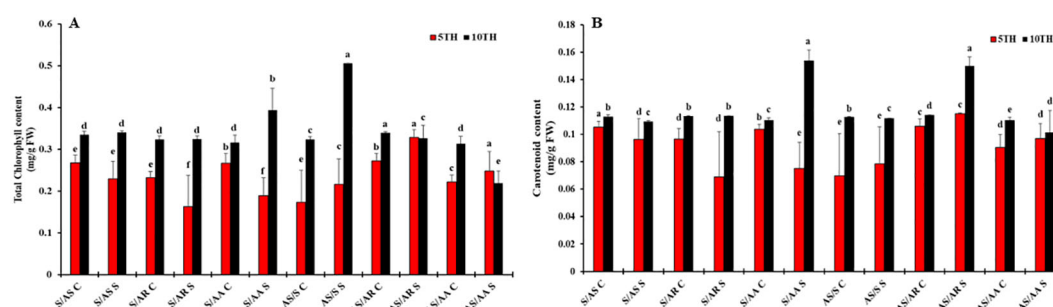 A
5TH 10TH
Total Chlorophyll content
(mg/g FW)
0.6
0.5
0.4
0.3
0.2
0.1
0
e d
d d
e d
f d
b d
f b
c c
c a
b a
a c
c d
a e
S/AS C
S/AS S
S/AR C
S/AR S
S/AA C
S/AA S
AS/S C
AS/S S
S/AR C
AS/AR S
S/AA C
AS/AA S
B
5TH 10TH
Carotenoid content
(mg/g FW)
0.18
0.16
0.14
0.12
0.1
0.08
0.06
0.04
0.02
0
a b
e c
d d
b b
d c
e a
e c
e c
c d
a
c e
d
S/AS C
S/AS S
S/AR C
S/AR S
S/AA C
S/AA S
AS/S C
AS/S S
S/AR C
AS/AR S
S/AA C
AS/AA S